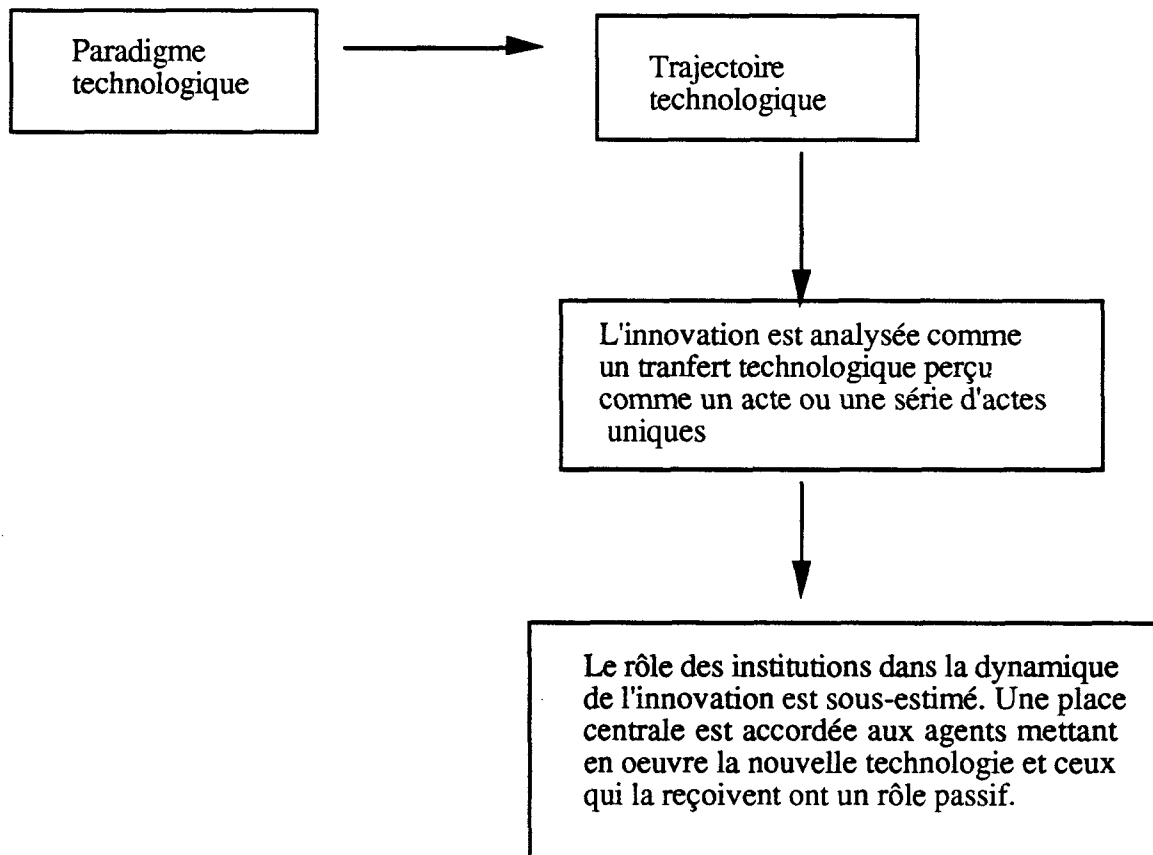 Paradigme
technologique
Trajectoire
technologique
L'innovation est analysée comme
un tranfert technologique perçu
comme un acte ou une série d'actes
uniques
Le rôle des institutions dans la dynamique
de l'innovation est sous-estimé. Une place
centrale est accordée aux agents mettant
en oeuvre la nouvelle technologie et ceux
qui la reçoivent ont un rôle passif.